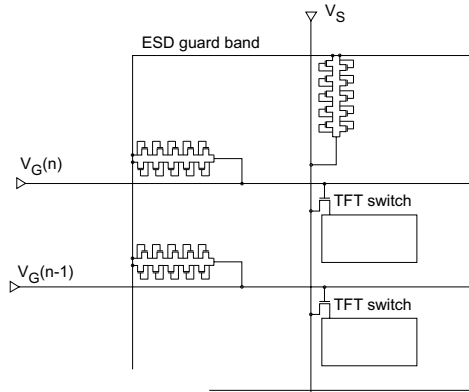 V_S
ESD guard band
V_G(n)
TFT switch
V_G(n-1)
TFT switch